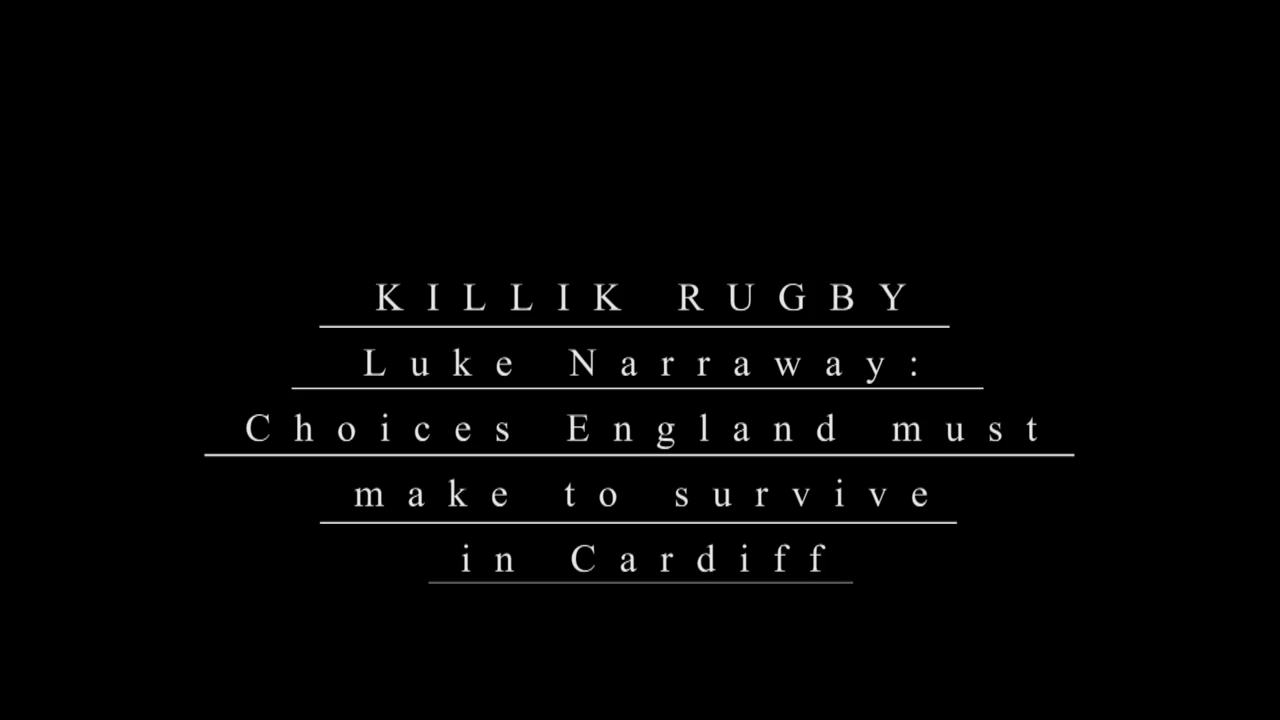 KILLIK RUGBY
Luke Narraway:
Choices England must
make to survive
in Cardiff